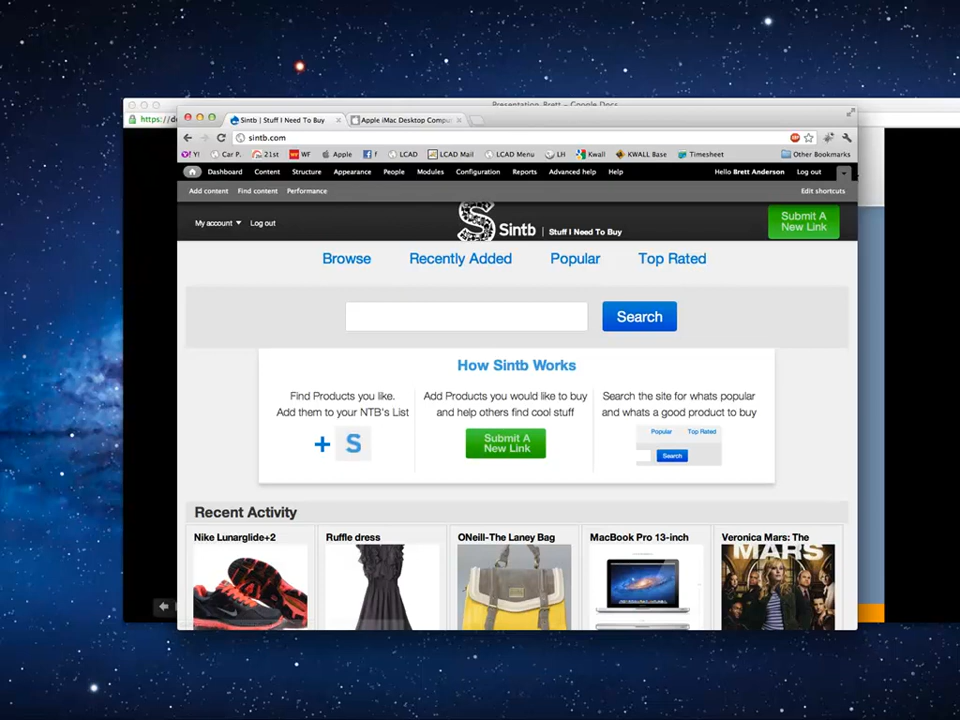 Presentation_Brett – Google Docs
https://d
Sintb | Stuff I Need To Buy
Apple iMac Desktop Compu
sintb.com
Y! Car P. 21st WF Apple f LCAD LCAD Mail LCAD Menu LH Kwall KWALL Base Timesheet Other Bookmarks
Dashboard Content Structure Appearance People Modules Configuration Reports Advanced help Help Hello Brett Anderson Log out
Add content Find content Performance Edit shortcuts
My account Log out
S Sintb | Stuff I Need To Buy
Submit A
New Link
Browse Recently Added Popular Top Rated
Search
How Sintb Works
Find Products you like.
Add them to your NTB's List
+ S
Add Products you would like to buy
and help others find cool stuff
Submit A
New Link
Search the site for whats popular
and whats a good product to buy
Popular Top Rated
Search
Recent Activity
Nike Lunarglide+2
Ruffle dress
ONeill-The Laney Bag
MacBook Pro 13-inch
Veronica Mars: The
MARS